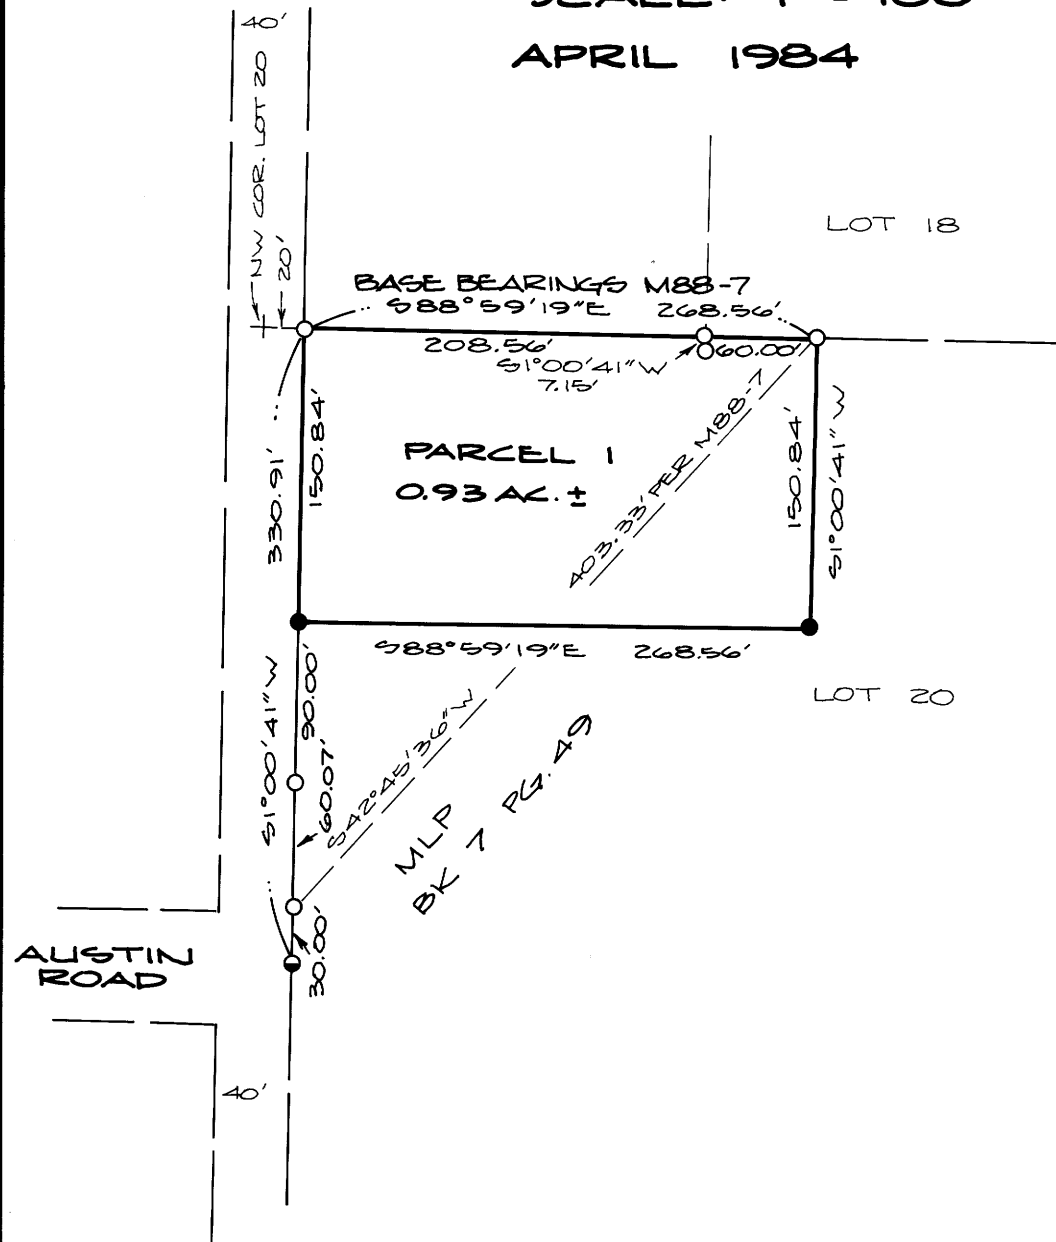 APRIL 1984
40'
NW COR. LOT 20
20'
LOT 18
BASE BEARINGS M88-7
S88°59'19"E 268.56'
208.56'
60.00'
S1°00'41"W
7.15'
PARCEL 1
0.93 AC. ±
403.33' PER M88-7
330.91'
150.84'
150.84'
S1°00'41"W
S88°59'19"E 268.56'
LOT 20
S1°00'41"W
90.00'
60.07'
S42°45'36"W
MLP
BK 7 PG. 49
30.00'
AUSTIN
ROAD
40'